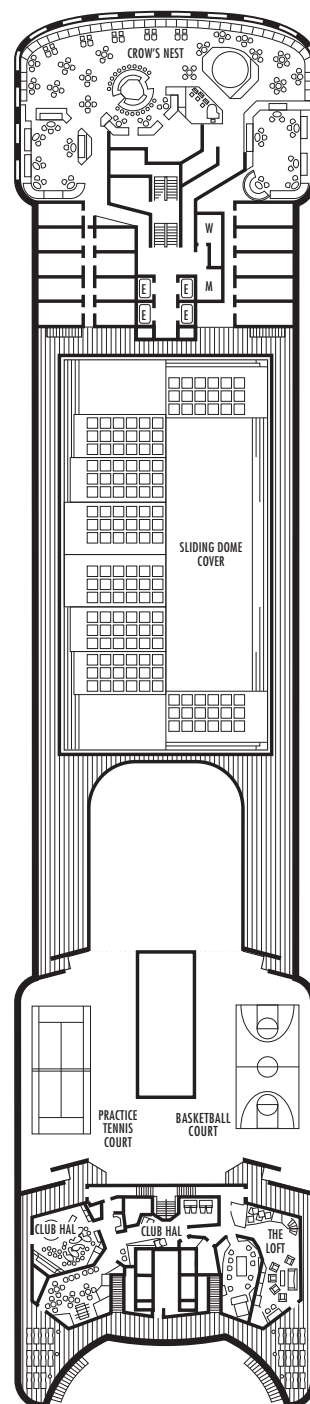 CROW'S NEST
W
M
E
E
E
E
SLIDING DOME
COVER
PRACTICE
TENNIS
COURT
BASKETBALL
COURT
CLUB HAL
CLUB HAL
THE
LOFT